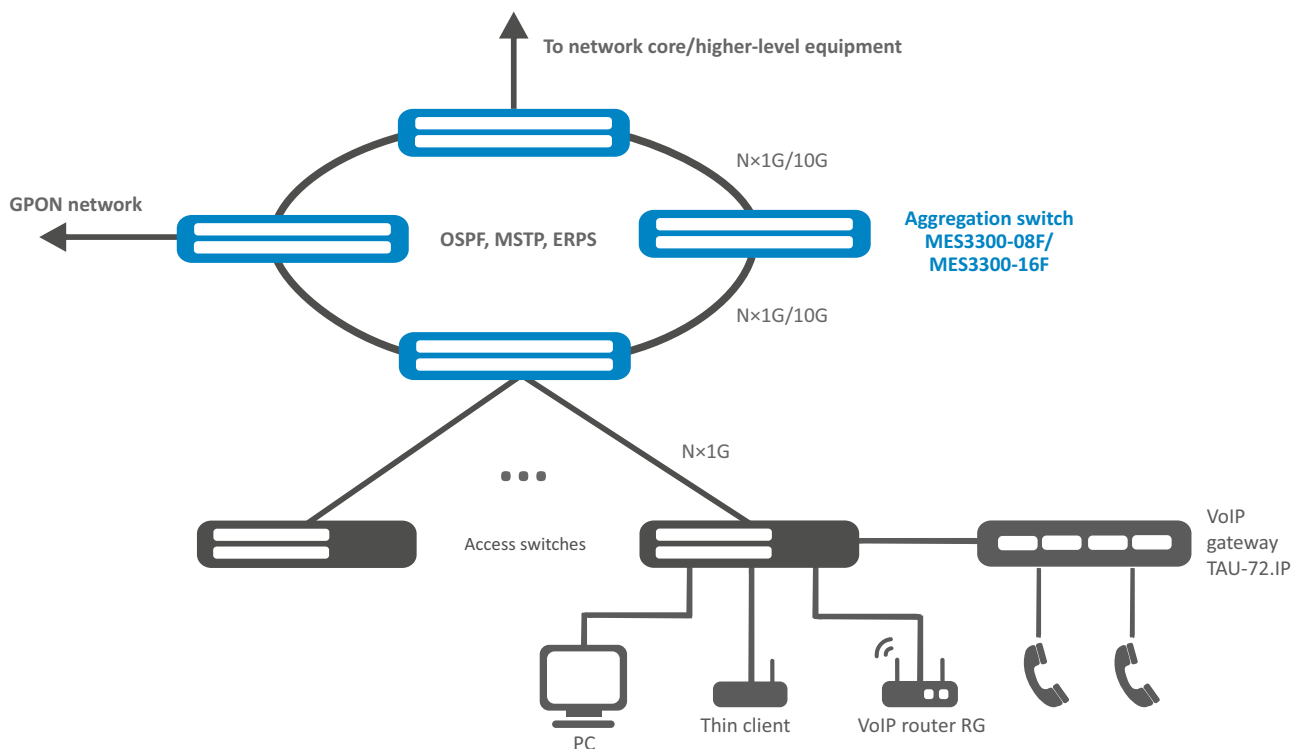 To network core/higher-level equipment
N×1G/10G
GPON network
OSPF, MSTP, ERPS
Aggregation switch
MES3300-08F/
MES3300-16F
N×1G/10G
N×1G
Access switches
VoIP
gateway
TAU-72.IP
Thin client
VoIP router RG
PC